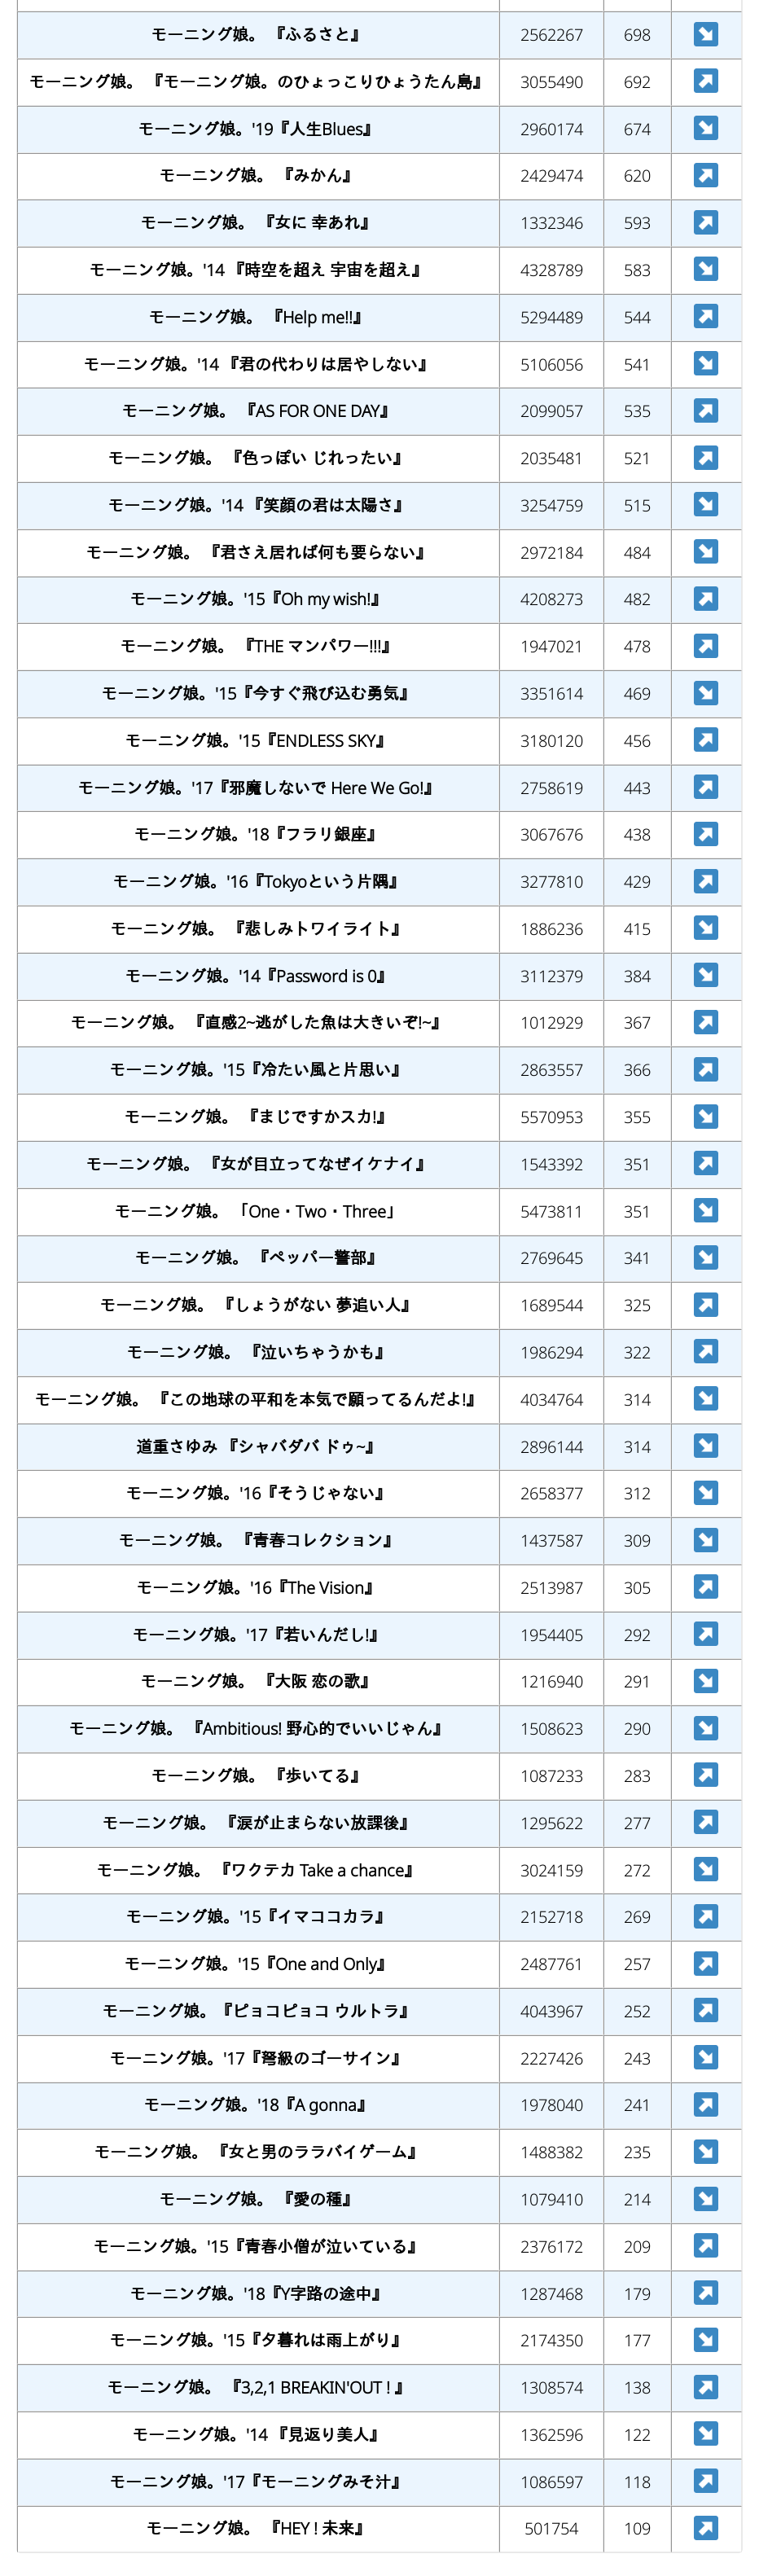 モーニング娘。 『ふるさと』 2562267 698 ↘
モーニング娘。 『モーニング娘。のひょっこりひょうたん島』 3055490 692 ↗
モーニング娘。'19『人生Blues』 2960174 674 ↘
モーニング娘。 『みかん』 2429474 620 ↗
モーニング娘。 『女に 幸あれ』 1332346 593 ↗
モーニング娘。'14 『時空を超え 宇宙を超え』 4328789 583 ↘
モーニング娘。 『Help me!!』 5294489 544 ↗
モーニング娘。'14 『君の代わりは居やしない』 5106056 541 ↘
モーニング娘。 『AS FOR ONE DAY』 2099057 535 ↗
モーニング娘。 『色っぽい じれったい』 2035481 521 ↗
モーニング娘。'14 『笑顔の君は太陽さ』 3254759 515 ↘
モーニング娘。 『君さえ居れば何も要らない』 2972184 484 ↘
モーニング娘。'15『Oh my wish!』 4208273 482 ↗
モーニング娘。 『THE マンパワー!!!』 1947021 478 ↗
モーニング娘。'15『今すぐ飛び込む勇気』 3351614 469 ↘
モーニング娘。'15『ENDLESS SKY』 3180120 456 ↗
モーニング娘。'17『邪魔しないで Here We Go!』 2758619 443 ↗
モーニング娘。'18『フラリ銀座』 3067676 438 ↗
モーニング娘。'16『Tokyoという片隅』 3277810 429 ↗
モーニング娘。 『悲しみトワイライト』 1886236 415 ↘
モーニング娘。'14『Password is 0』 3112379 384 ↘
モーニング娘。 『直感2~逃がした魚は大きいぞ!~』 1012929 367 ↗
モーニング娘。'15『冷たい風と片思い』 2863557 366 ↗
モーニング娘。 『まじですかスカ!』 5570953 355 ↘
モーニング娘。 『女が目立ってなぜイケナイ』 1543392 351 ↗
モーニング娘。 「One・Two・Three」 5473811 351 ↘
モーニング娘。 『ペッパー警部』 2769645 341 ↘
モーニング娘。 『しょうがない 夢追い人』 1689544 325 ↗
モーニング娘。 『泣いちゃうかも』 1986294 322 ↗
モーニング娘。 『この地球の平和を本気で願ってるんだよ!』 4034764 314 ↘
道重さゆみ 『シャバダバ ドゥ~』 2896144 314 ↘
モーニング娘。'16『そうじゃない』 2658377 312 ↘
モーニング娘。 『青春コレクション』 1437587 309 ↗
モーニング娘。'16『The Vision』 2513987 305 ↗
モーニング娘。'17『若いんだし!』 1954405 292 ↗
モーニング娘。 『大阪 恋の歌』 1216940 291 ↘
モーニング娘。 『Ambitious! 野心的でいいじゃん』 1508623 290 ↘
モーニング娘。 『歩いてる』 1087233 283 ↗
モーニング娘。 『涙が止まらない放課後』 1295622 277 ↗
モーニング娘。 『ワクテカ Take a chance』 3024159 272 ↘
モーニング娘。'15『イマココカラ』 2152718 269 ↗
モーニング娘。'15『One and Only』 2487761 257 ↗
モーニング娘。『ピョコピョコ ウルトラ』 4043967 252 ↗
モーニング娘。'17『弩級のゴーサイン』 2227426 243 ↘
モーニング娘。'18『A gonna』 1978040 241 ↗
モーニング娘。 『女と男のララバイゲーム』 1488382 235 ↘
モーニング娘。 『愛の種』 1079410 214 ↘
モーニング娘。'15『青春小僧が泣いている』 2376172 209 ↗
モーニング娘。'18『Y字路の途中』 1287468 179 ↗
モーニング娘。'15『夕暮れは雨上がり』 2174350 177 ↘
モーニング娘。 『3,2,1 BREAKIN'OUT ! 』 1308574 138 ↗
モーニング娘。'14 『見返り美人』 1362596 122 ↘
モーニング娘。'17『モーニングみそ汁』 1086597 118 ↗
モーニング娘。 『HEY ! 未来』 501754 109 ↗